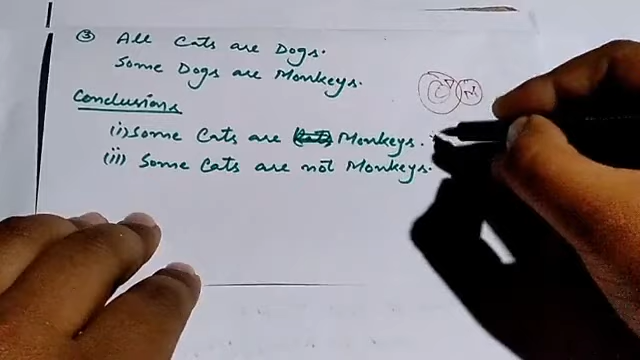 ③ All Cats are Dogs.
Some Dogs are Monkeys.
Conclusions
(i) Some Cats are Monkeys.
(ii) Some Cats are not Monkeys.
C M